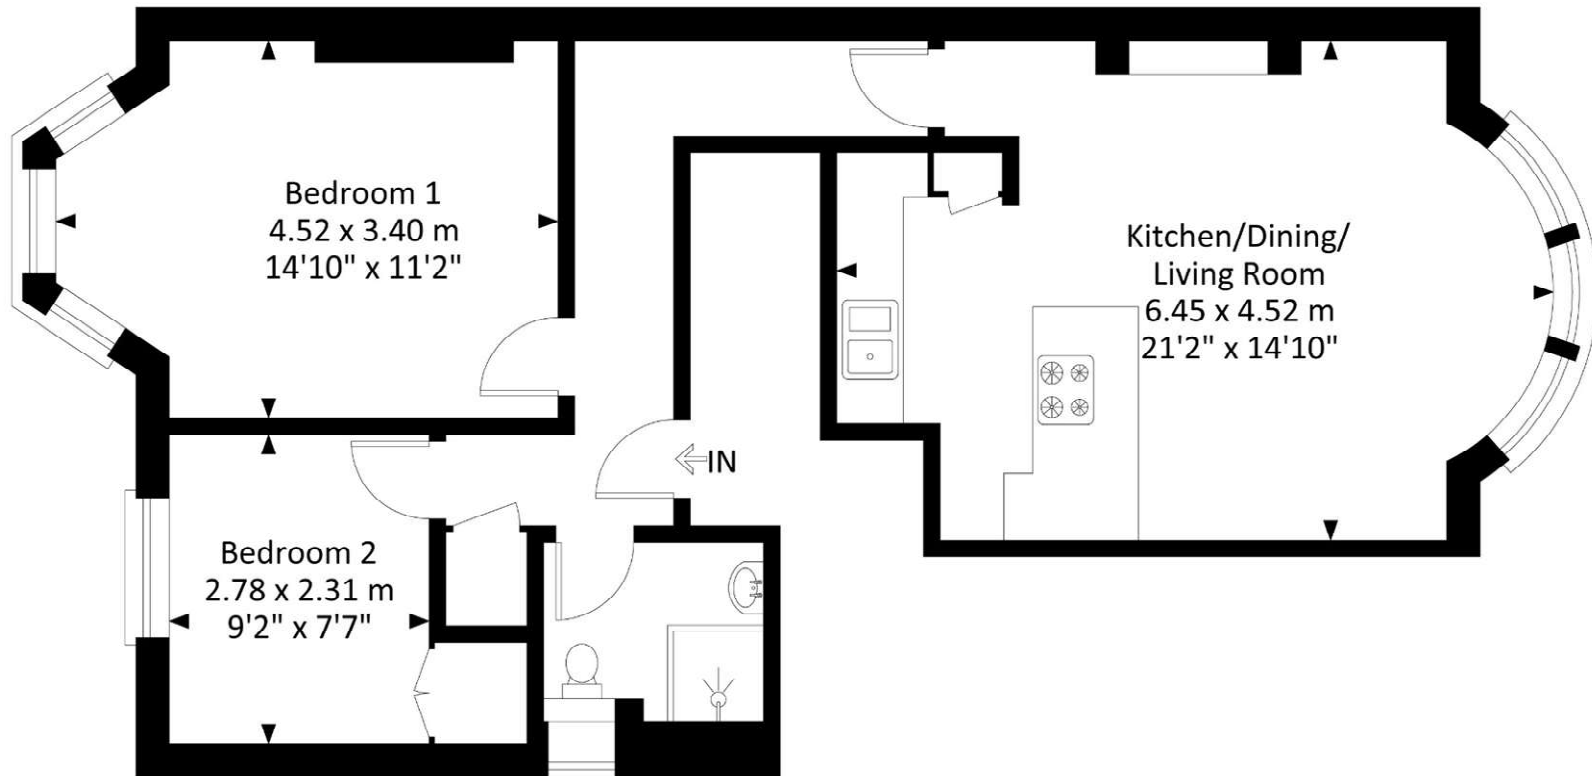 Bedroom 1
4.52 x 3.40 m
14'10" x 11'2"
Kitchen/Dining/
Living Room
6.45 x 4.52 m
21'2" x 14'10"
IN
Bedroom 2
2.78 x 2.31 m
9'2" x 7'7"